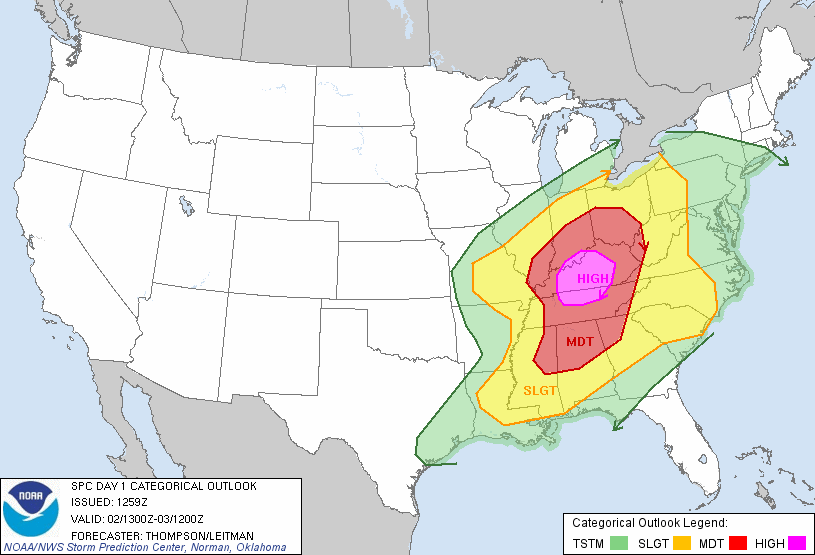 HIGH
MDT
SLGT
NOAA
SPC DAY 1 CATEGORICAL OUTLOOK
ISSUED: 1259Z
VALID: 02/1300Z-03/1200Z
FORECASTER: THOMPSON/LEITMAN
NOAA/NWS Storm Prediction Center, Norman, Oklahoma
Categorical Outlook Legend:
TSTM SLGT MDT HIGH